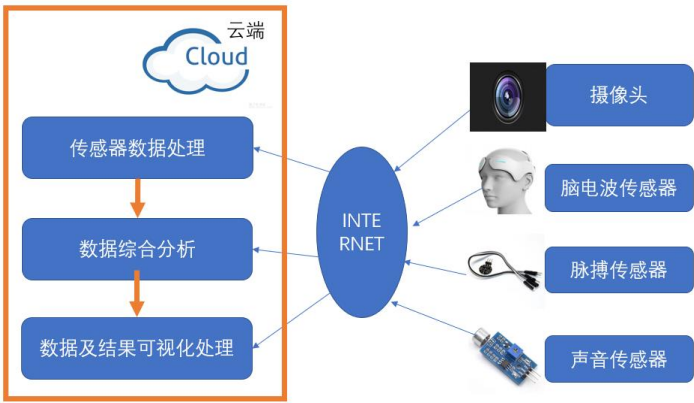 云端
Cloud
传感器数据处理
数据综合分析
数据及结果可视化处理
INTE
RNET
摄像头
脑电波传感器
脉搏传感器
声音传感器